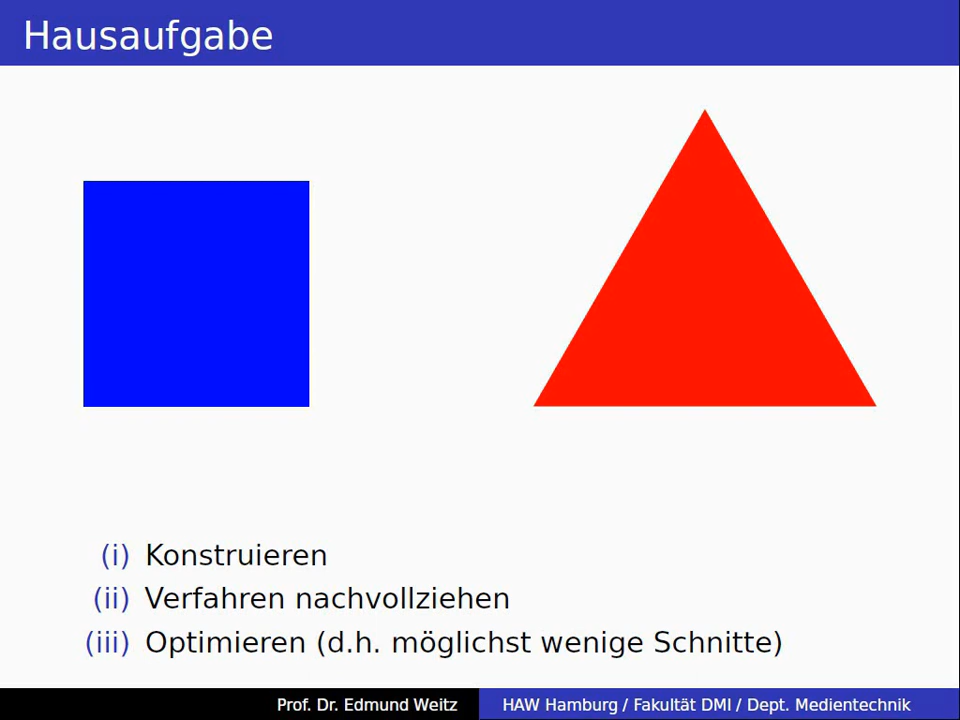 Hausaufgabe
(i) Konstruieren
(ii) Verfahren nachvollziehen
(iii) Optimieren (d.h. möglichst wenige Schnitte)
Prof. Dr. Edmund Weitz HAW Hamburg / Fakultät DMI / Dept. Medientechnik